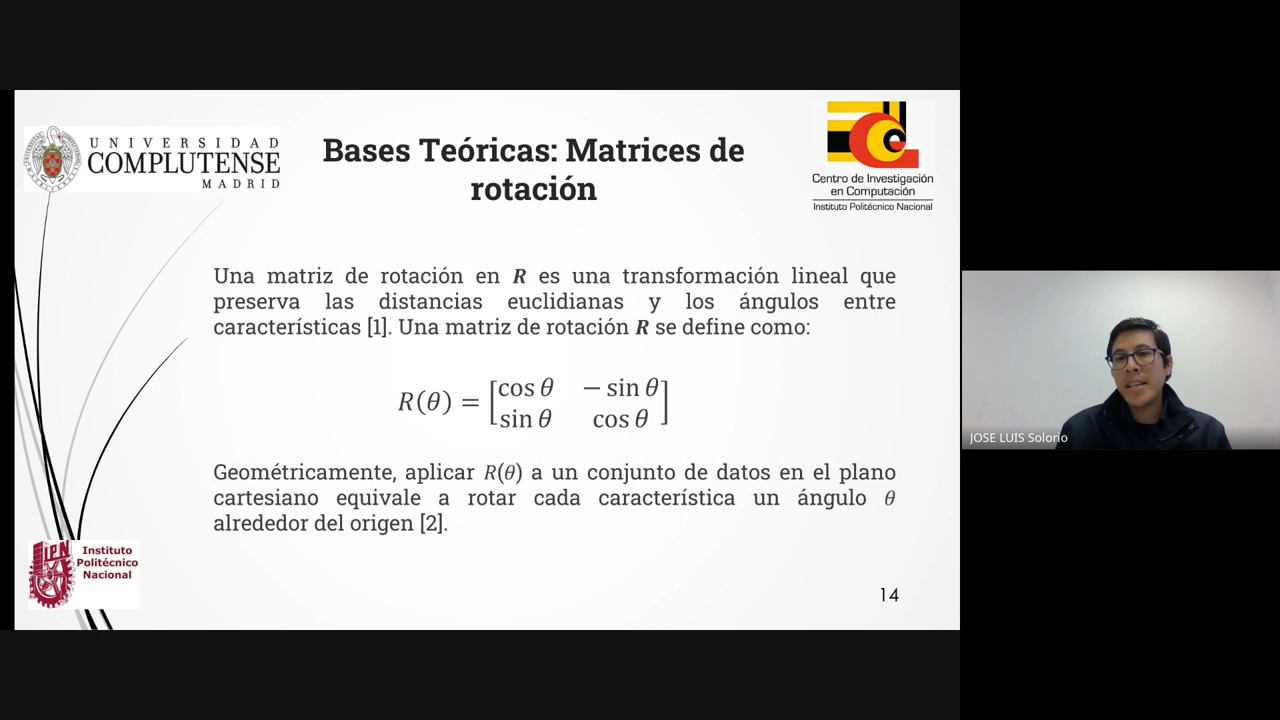 UNIVERSIDAD
COMPLUTENSE
MADRID
Bases Teóricas: Matrices de
rotación
Centro de Investigación
en Computación
Instituto Politécnico Nacional
Una matriz de rotación en R es una transformación lineal que
preserva las distancias euclidianas y los ángulos entre
características [1]. Una matriz de rotación R se define como:
R(θ) = [cos θ − sin θ
sin θ cos θ]
Geométricamente, aplicar R(θ) a un conjunto de datos en el plano
cartesiano equivale a rotar cada característica un ángulo θ
alrededor del origen [2].
IPN
Instituto
Politécnico
Nacional
14
JOSE LUIS Solorio